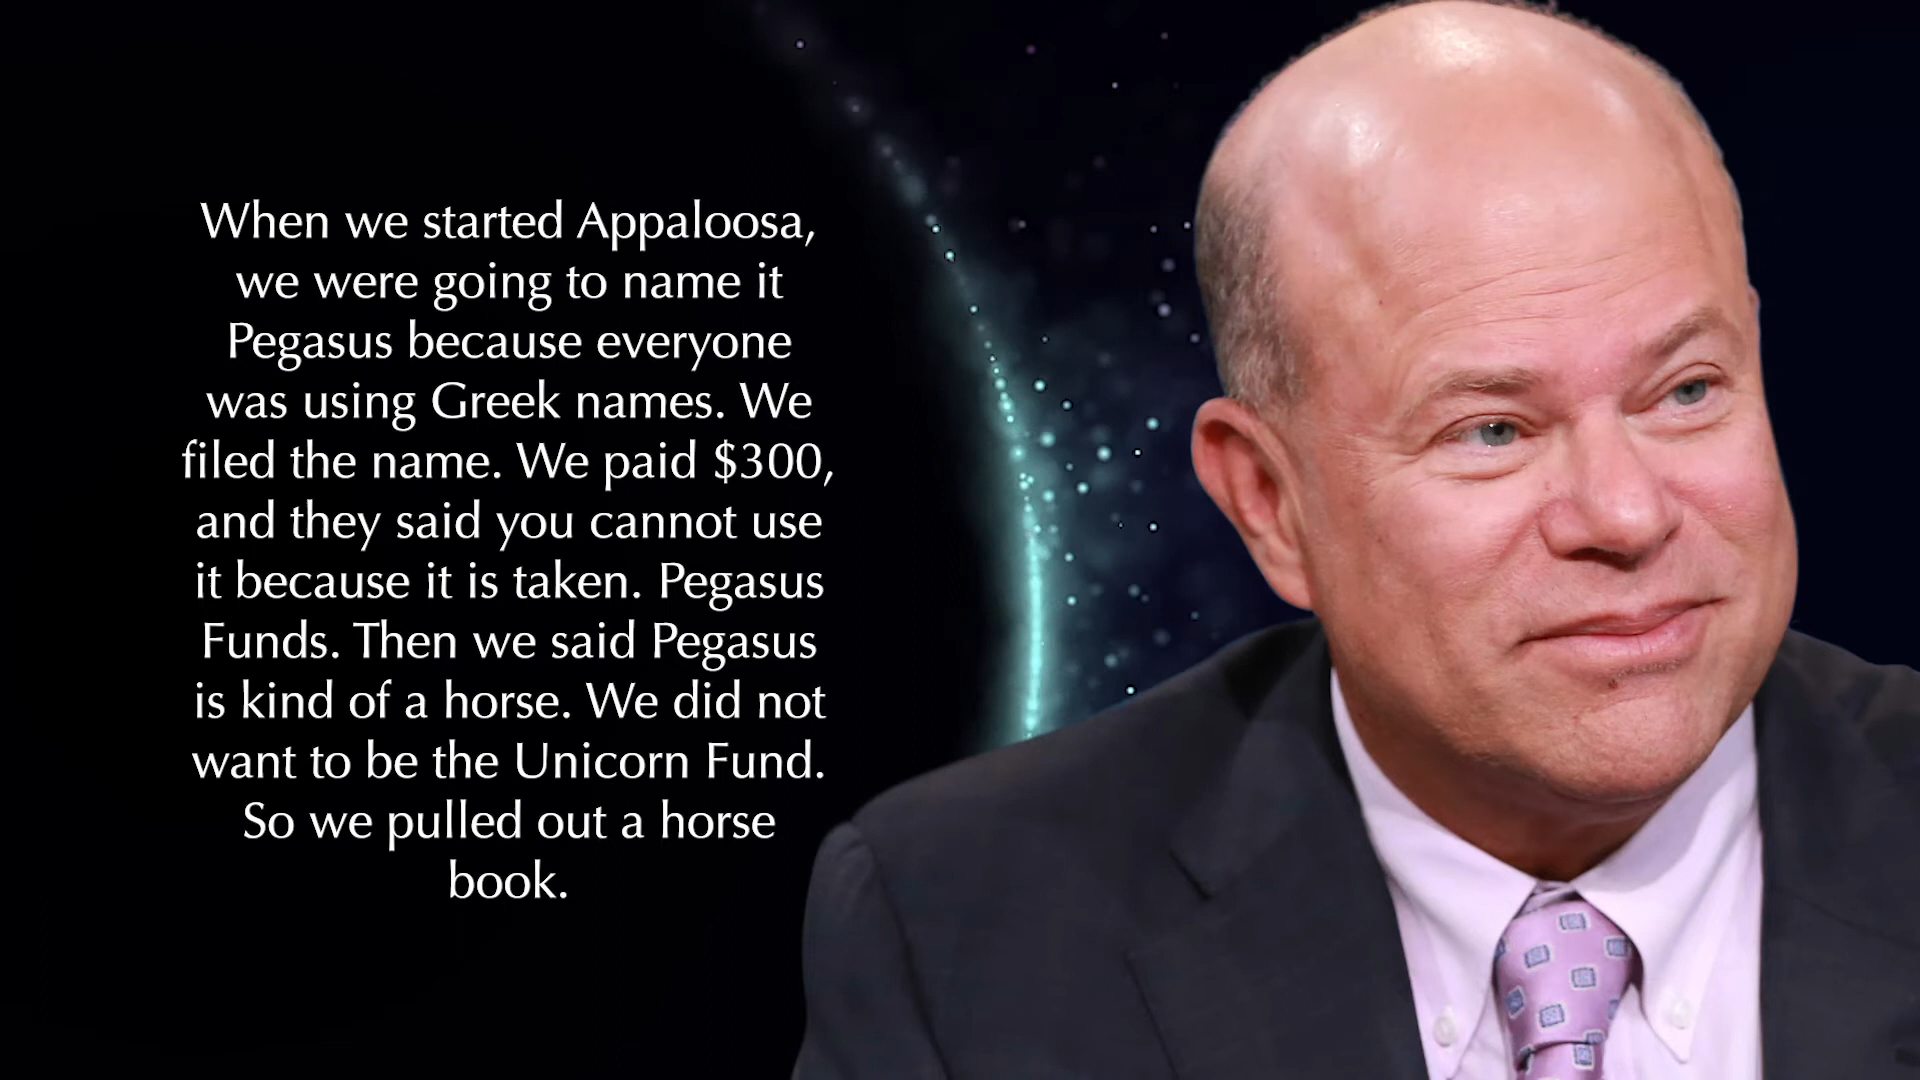 When we started Appaloosa,
we were going to name it
Pegasus because everyone
was using Greek names. We
filed the name. We paid $300,
and they said you cannot use
it because it is taken. Pegasus
Funds. Then we said Pegasus
is kind of a horse. We did not
want to be the Unicorn Fund.
So we pulled out a horse
book.